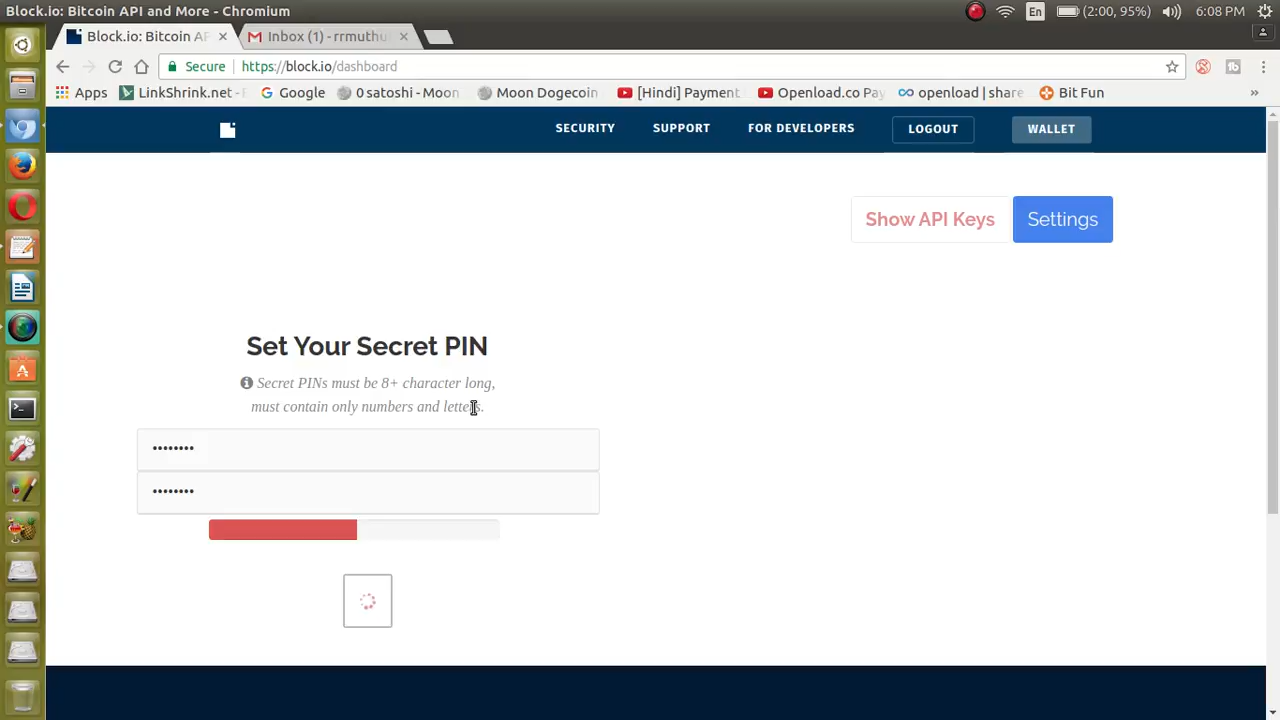 Block.io: Bitcoin API and More - Chromium
En
(2:00, 95%)
6:08 PM
Block.io: Bitcoin AP
Inbox (1) - rrmuthu
Secure
https://block.io/dashboard
Apps
LinkShrink.net -
Google
0 satoshi - Moon
Moon Dogecoin
[Hindi] Payment
Openload.co Pay
openload | share
Bit Fun
»
SECURITY
SUPPORT
FOR DEVELOPERS
LOGOUT
WALLET
Show API Keys
Settings
Set Your Secret PIN
Secret PINs must be 8+ character long,
must contain only numbers and letters.
••••••••
••••••••